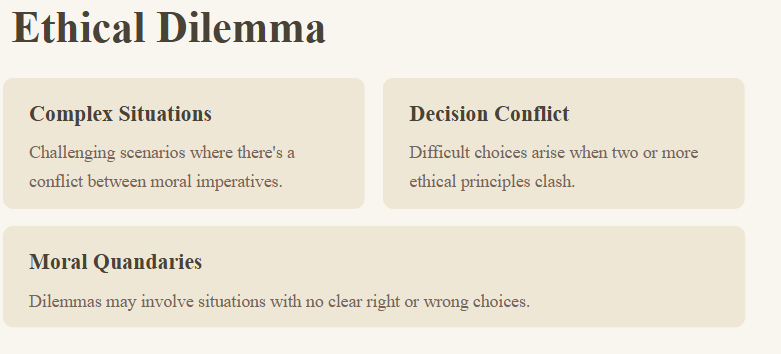 Ethical Dilemma
Complex Situations
Challenging scenarios where there's a
conflict between moral imperatives.
Decision Conflict
Difficult choices arise when two or more
ethical principles clash.
Moral Quandaries
Dilemmas may involve situations with no clear right or wrong choices.